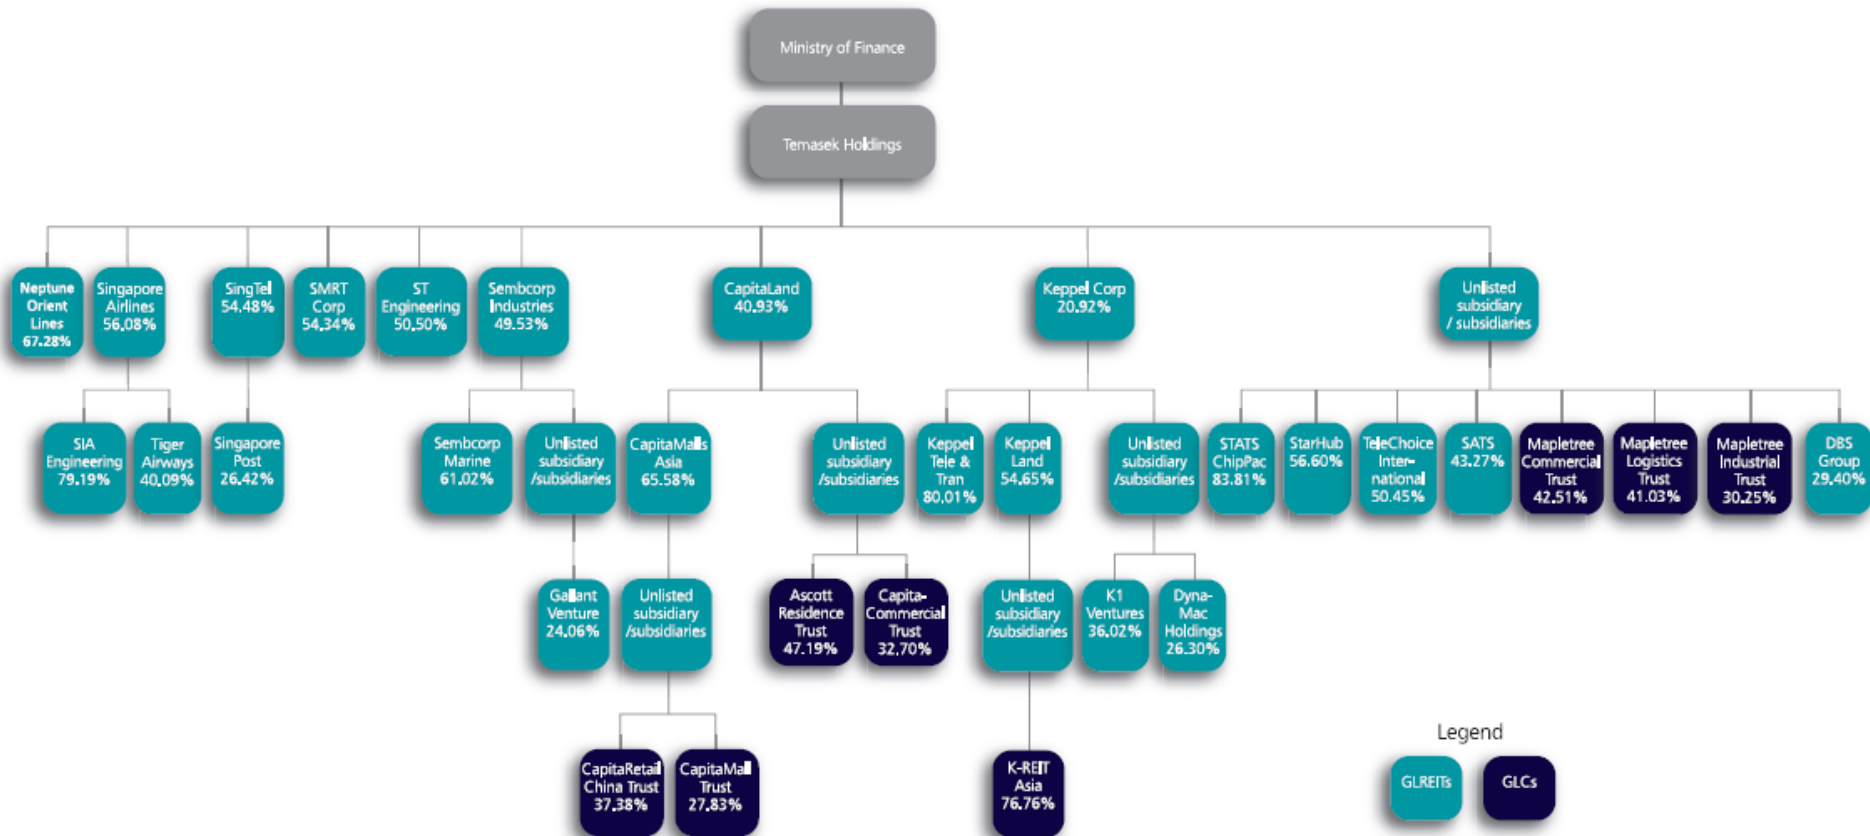 Ministry of Finance
Temasek Holdings
Neptune
Orient
Lines
67.28%
Singapore
Airlines
56.08%
SingTel
54.48%
SMRT
Corp
54.34%
ST
Engineering
50.50%
Sembcorp
Industries
49.53%
CapitaLand
40.93%
Keppel Corp
20.92%
Unlisted
subsidiary
/ subsidiaries
SIA
Engineering
79.19%
Tiger
Airways
40.09%
Singapore
Post
26.42%
Sembcorp
Marine
61.02%
Unlisted
subsidiary
/subsidiaries
CapitaMalls
Asia
65.58%
Unlisted
subsidiary
/subsidiaries
Keppel
Tele &
Tran
80.01%
Keppel
Land
54.65%
Unlisted
subsidiary
/subsidiaries
STATS
ChipPac
83.81%
StarHub
56.60%
TeleChoice
Inter-
national
50.45%
SATS
43.27%
Mapletree
Commercial
Trust
42.51%
Mapletree
Logistics
Trust
41.03%
Mapletree
Industrial
Trust
30.25%
DBS
Group
29.40%
Gallant
Venture
24.06%
Unlisted
subsidiary
/subsidiaries
Ascott
Residence
Trust
47.19%
Capita-
Commercial
Trust
32.70%
Unlisted
subsidiary
/subsidiaries
K1
Ventures
36.02%
Dyna-
Mac
Holdings
26.30%
CapitaRetail
China Trust
37.38%
CapitaMall
Trust
27.83%
K-REIT
Asia
76.76%
Legend
GLREITs
GLCs